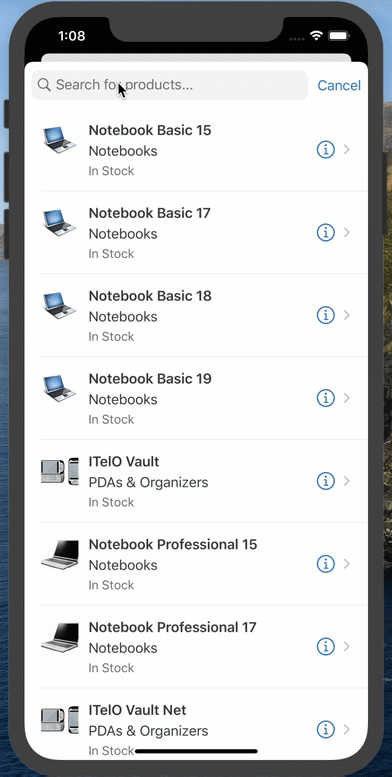 1:08
Search for products...
Cancel
Notebook Basic 15
Notebooks
In Stock
Notebook Basic 17
Notebooks
In Stock
Notebook Basic 18
Notebooks
In Stock
Notebook Basic 19
Notebooks
In Stock
ITelO Vault
PDAs & Organizers
In Stock
Notebook Professional 15
Notebooks
In Stock
Notebook Professional 17
Notebooks
In Stock
ITelO Vault Net
PDAs & Organizers
In Stock